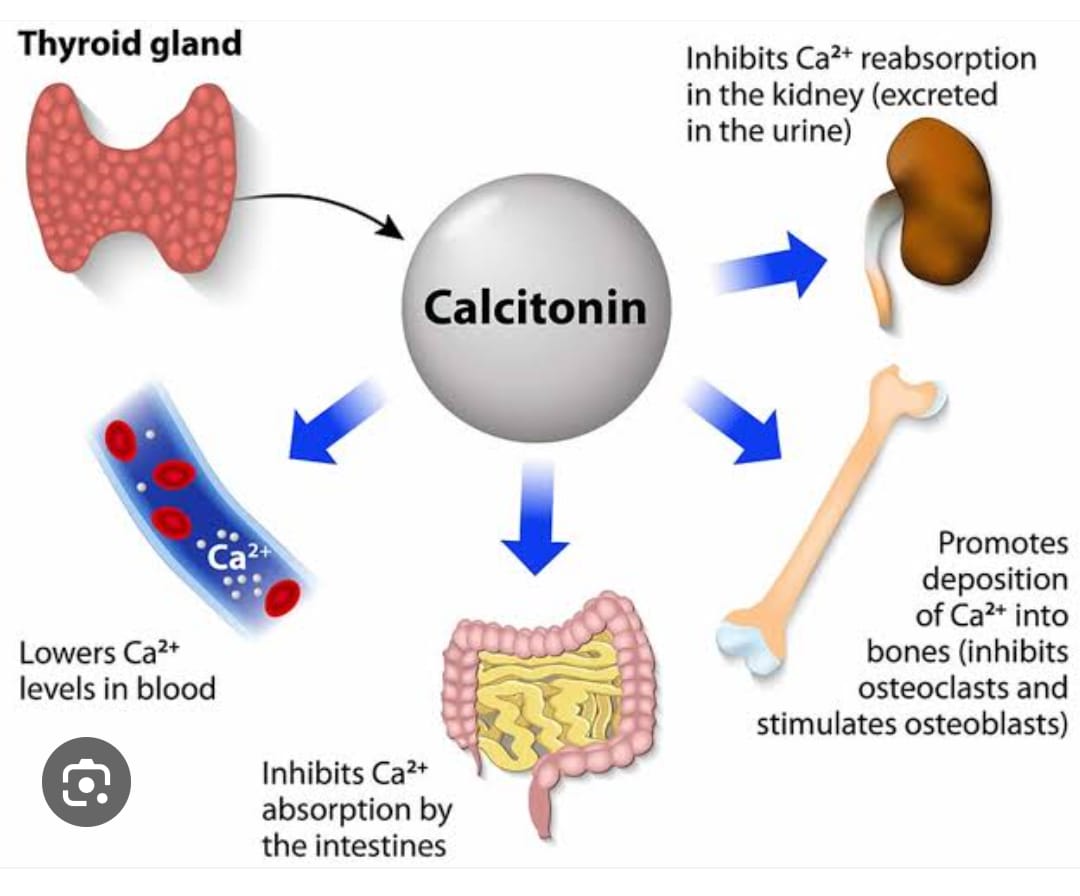 Thyroid gland
Inhibits Ca²⁺ reabsorption
in the kidney (excreted
in the urine)
Calcitonin
Ca²⁺
Lowers Ca²⁺
levels in blood
Inhibits Ca²⁺
absorption by
the intestines
Promotes
deposition
of Ca²⁺ into
bones (inhibits
osteoclasts and
stimulates osteoblasts)